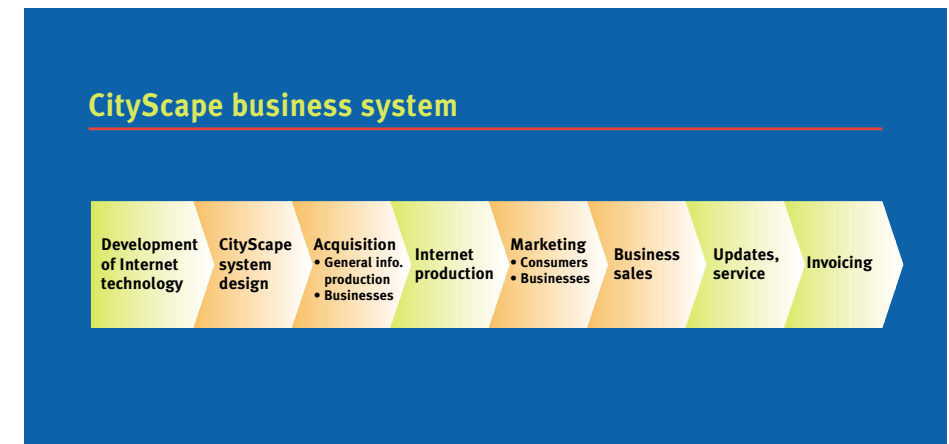 CityScape business system
Development
of Internet
technology
CityScape
system
design
Acquisition
• General info.
production
• Businesses
Internet
production
Marketing
• Consumers
• Businesses
Business
sales
Updates,
service
Invoicing